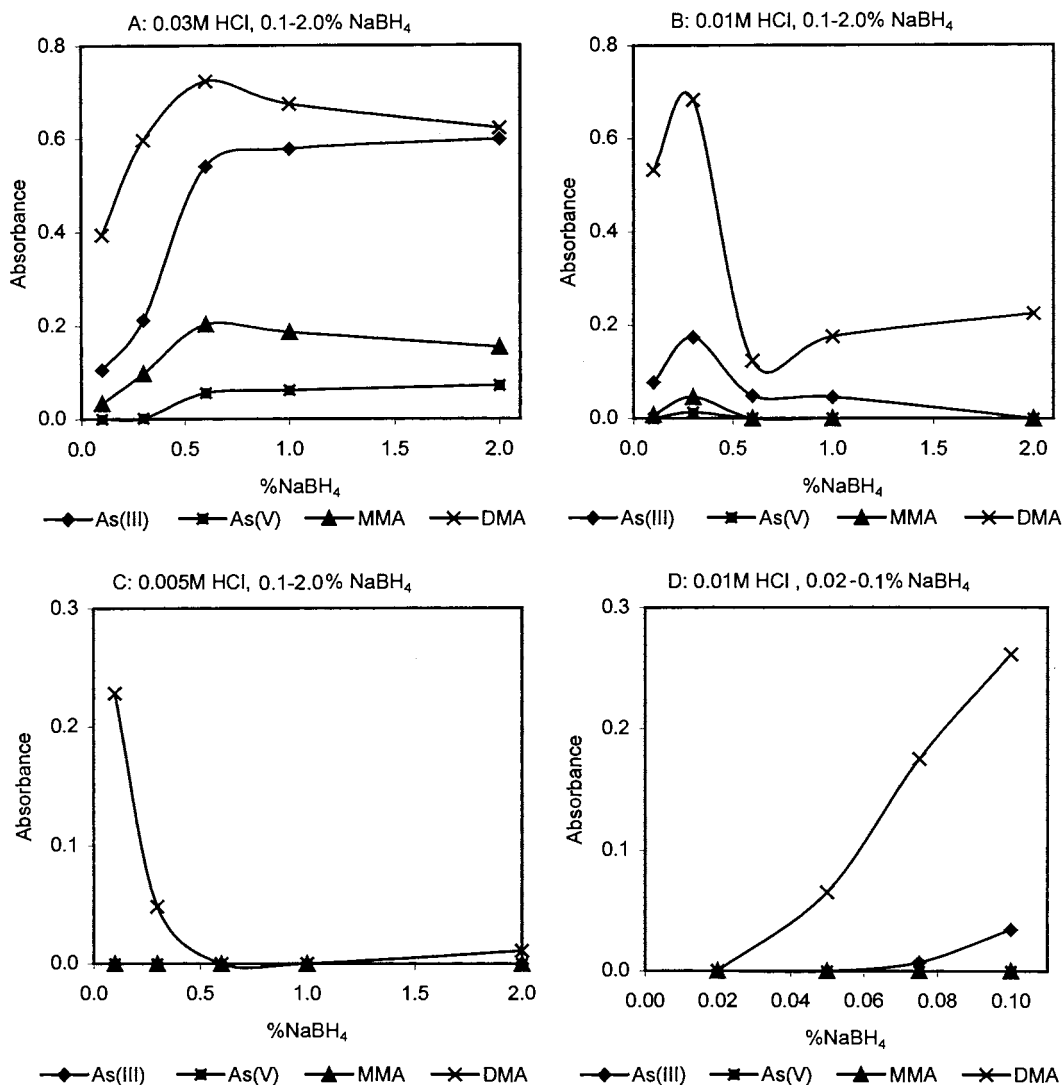 A: 0.03M HCl, 0.1-2.0% NaBH₄
0.8
0.6
0.4
0.2
0.0
Absorbance
0.0 0.5 1.0 1.5 2.0
%NaBH₄
As(III) As(V) MMA DMA
B: 0.01M HCl, 0.1-2.0% NaBH₄
0.8
0.6
0.4
0.2
0.0
Absorbance
0.0 0.5 1.0 1.5 2.0
%NaBH₄
As(III) As(V) MMA DMA
C: 0.005M HCl, 0.1-2.0% NaBH₄
0.3
0.2
0.1
0.0
Absorbance
0.0 0.5 1.0 1.5 2.0
%NaBH₄
As(III) As(V) MMA DMA
D: 0.01M HCl , 0.02-0.1% NaBH₄
0.3
0.2
0.1
0.0
Absorbance
0.00 0.02 0.04 0.06 0.08 0.10
%NaBH₄
As(III) As(V) MMA DMA